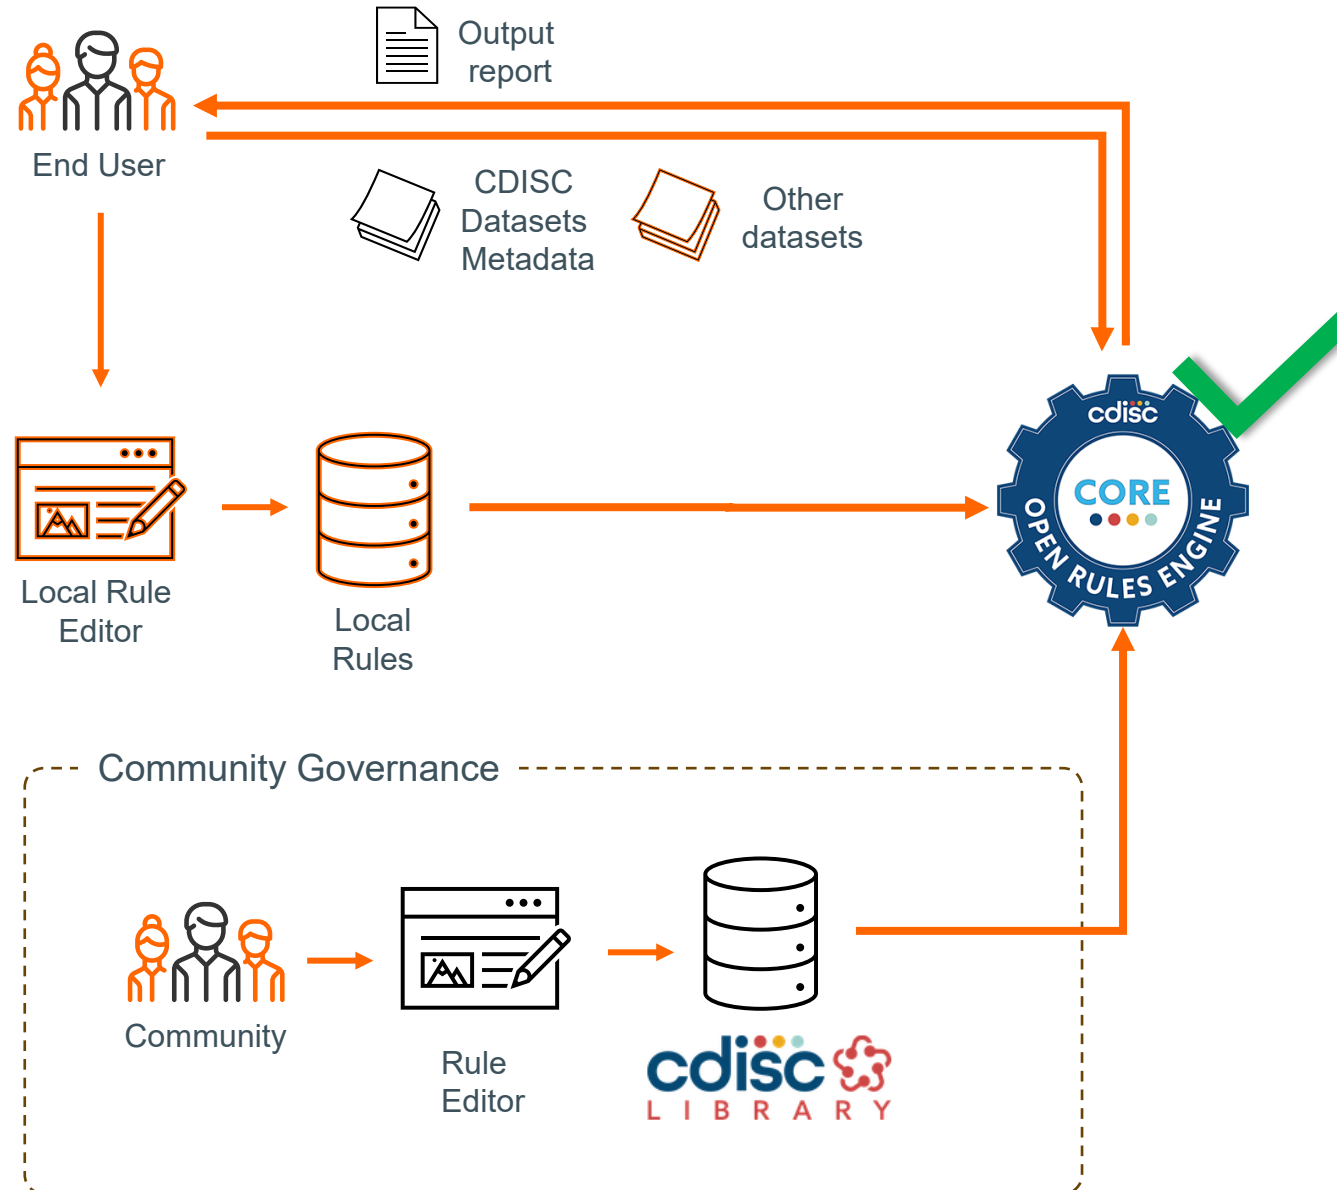 Output
report
End User
CDISC
Datasets
Metadata
Other
datasets
cdisc
CORE
OPEN RULES ENGINE
Local Rule
Editor
Local
Rules
Community Governance
Community
Rule
Editor
cdisc
LIBRARY